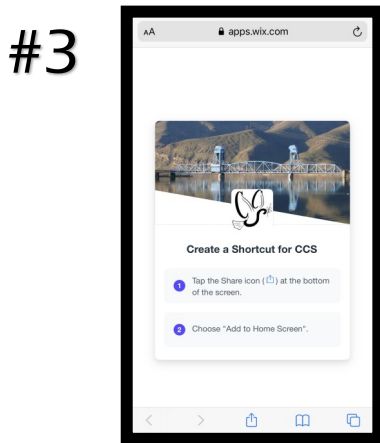 #3
AA apps.wix.com
CCS
Create a Shortcut for CCS
1 Tap the Share icon ( ) at the bottom
of the screen.
2 Choose "Add to Home Screen".